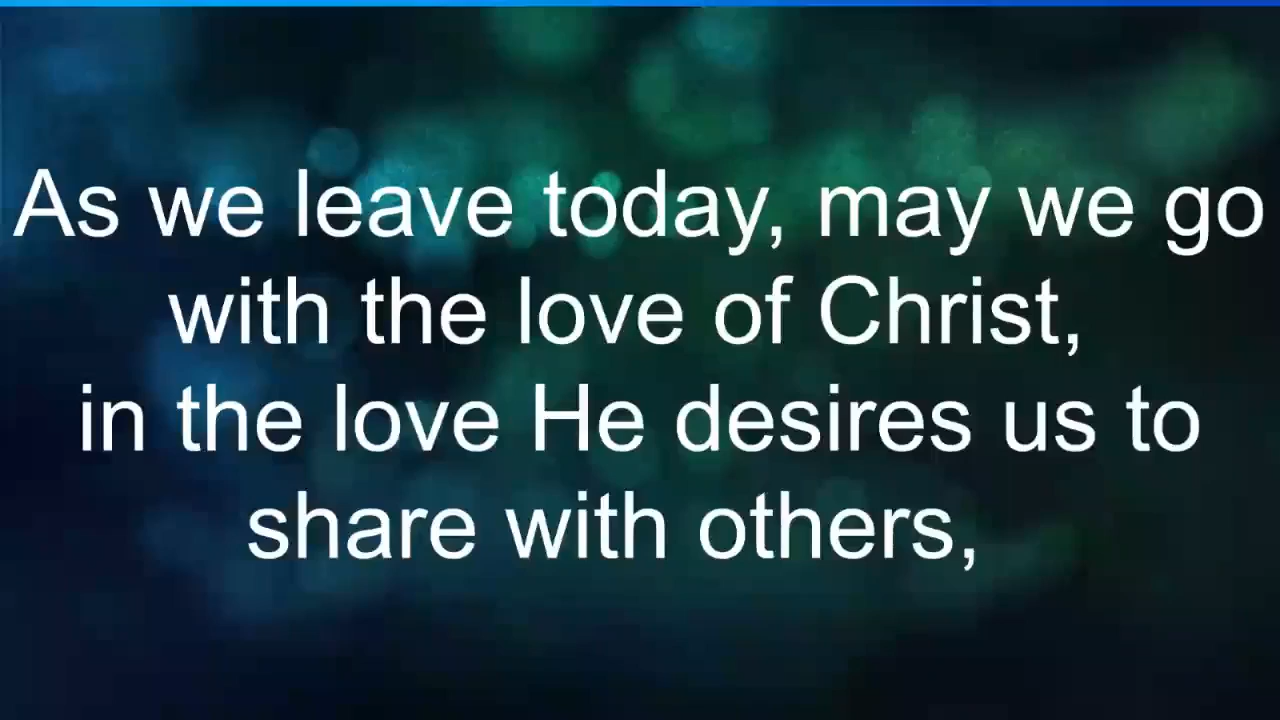 As we leave today, may we go
with the love of Christ,
in the love He desires us to
share with others,